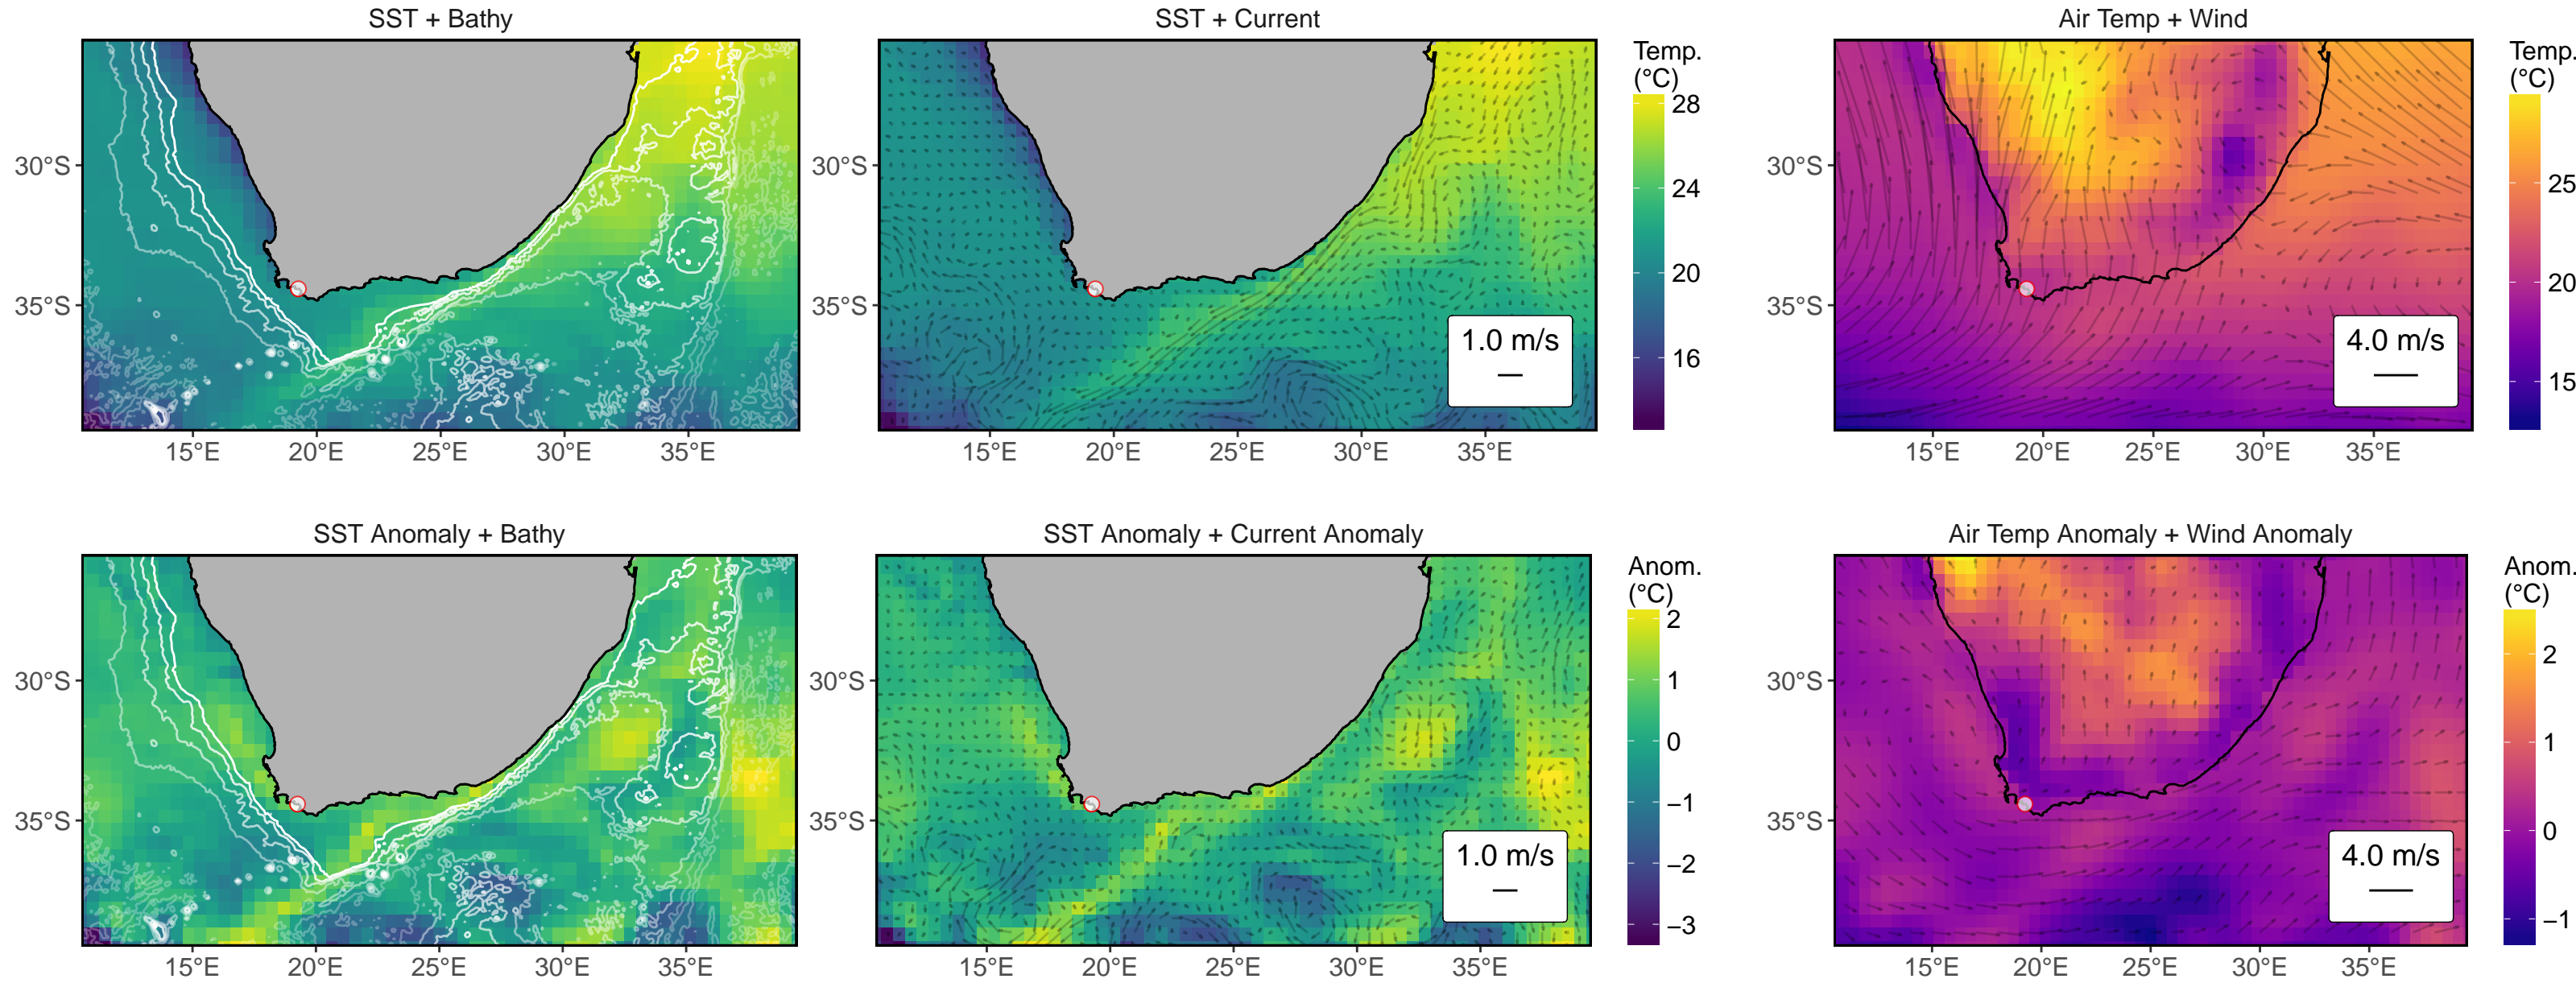 SST + Bathy
SST + Current
Air Temp + Wind
30°S
35°S
15°E 20°E 25°E 30°E 35°E
30°S
35°S
1.0 m/s
15°E 20°E 25°E 30°E 35°E
Temp.
(°C)
28
24
20
16
30°S
35°S
4.0 m/s
15°E 20°E 25°E 30°E 35°E
Temp.
(°C)
25
20
15
SST Anomaly + Bathy
SST Anomaly + Current Anomaly
Air Temp Anomaly + Wind Anomaly
30°S
35°S
15°E 20°E 25°E 30°E 35°E
30°S
35°S
1.0 m/s
15°E 20°E 25°E 30°E 35°E
Anom.
(°C)
2
1
0
−1
−2
−3
30°S
35°S
4.0 m/s
15°E 20°E 25°E 30°E 35°E
Anom.
(°C)
2
1
0
−1